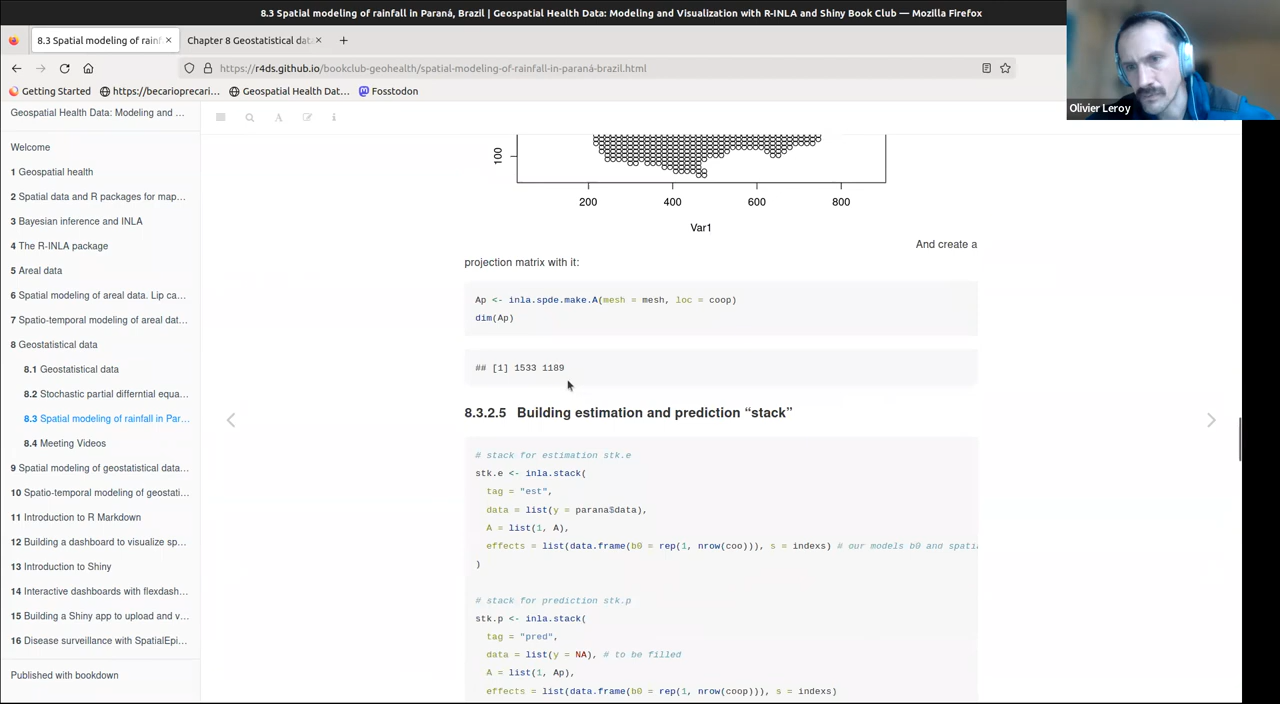 8.3 Spatial modeling of rainfall in Paraná, Brazil | Geospatial Health Data: Modeling and Visualization with R-INLA and Shiny Book Club — Mozilla Firefox
8.3 Spatial modeling of rainf
Chapter 8 Geostatistical dat
https://r4ds.github.io/bookclub-geohealth/spatial-modeling-of-rainfall-in-paraná-brazil.html
Getting Started
https://becarioprecari…
Geospatial Health Dat…
Fosstodon
Olivier Leroy
Geospatial Health Data: Modeling and …
Welcome
1 Geospatial health
2 Spatial data and R packages for map…
3 Bayesian inference and INLA
4 The R-INLA package
5 Areal data
6 Spatial modeling of areal data. Lip ca…
7 Spatio-temporal modeling of areal dat…
8 Geostatistical data
8.1 Geostatistical data
8.2 Stochastic partial differntial equa…
8.3 Spatial modeling of rainfall in Par…
8.4 Meeting Videos
9 Spatial modeling of geostatistical data…
10 Spatio-temporal modeling of geostati…
11 Introduction to R Markdown
12 Building a dashboard to visualize sp…
13 Introduction to Shiny
14 Interactive dashboards with flexdash…
15 Building a Shiny app to upload and v…
16 Disease surveillance with SpatialEpi…
Published with bookdown
100
200 400 600 800
Var1
And create a
projection matrix with it:
Ap <- inla.spde.make.A(mesh = mesh, loc = coop)
dim(Ap)
## [1] 1533 1189
8.3.2.5 Building estimation and prediction “stack”
# stack for estimation stk.e
stk.e <- inla.stack(
tag = "est",
data = list(y = parana$data),
A = list(1, A),
effects = list(data.frame(b0 = rep(1, nrow(coo))), s = indexs) # our models b0 and spati
)
# stack for prediction stk.p
stk.p <- inla.stack(
tag = "pred",
data = list(y = NA), # to be filled
A = list(1, Ap),
effects = list(data.frame(b0 = rep(1, nrow(coop))), s = indexs)